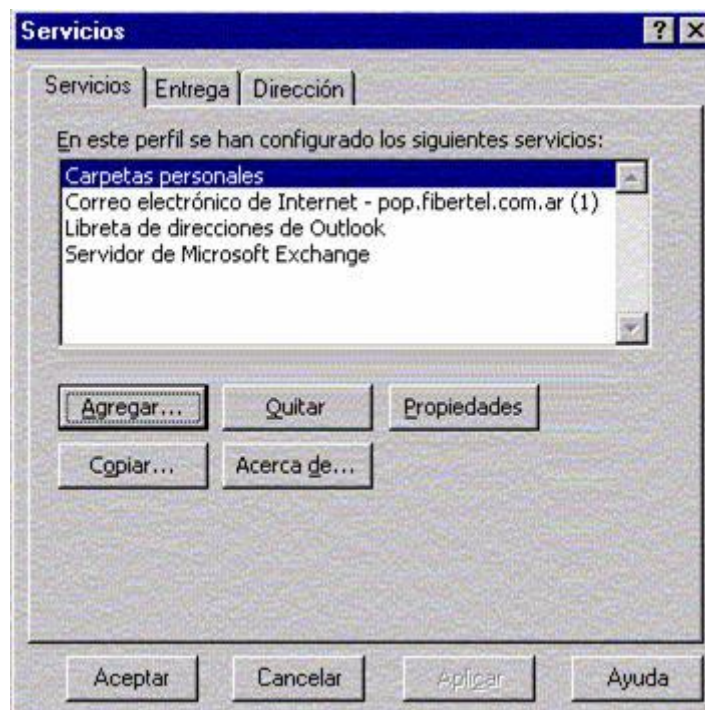 Servicios
Servicios Entrega Dirección
En este perfil se han configurado los siguientes servicios:
Carpetas personales
Correo electrónico de Internet - pop.fibertel.com.ar (1)
Libreta de direcciones de Outlook
Servidor de Microsoft Exchange
Agregar... Quitar Propiedades
Copiar... Acerca de...
Aceptar Cancelar Aplicar Ayuda